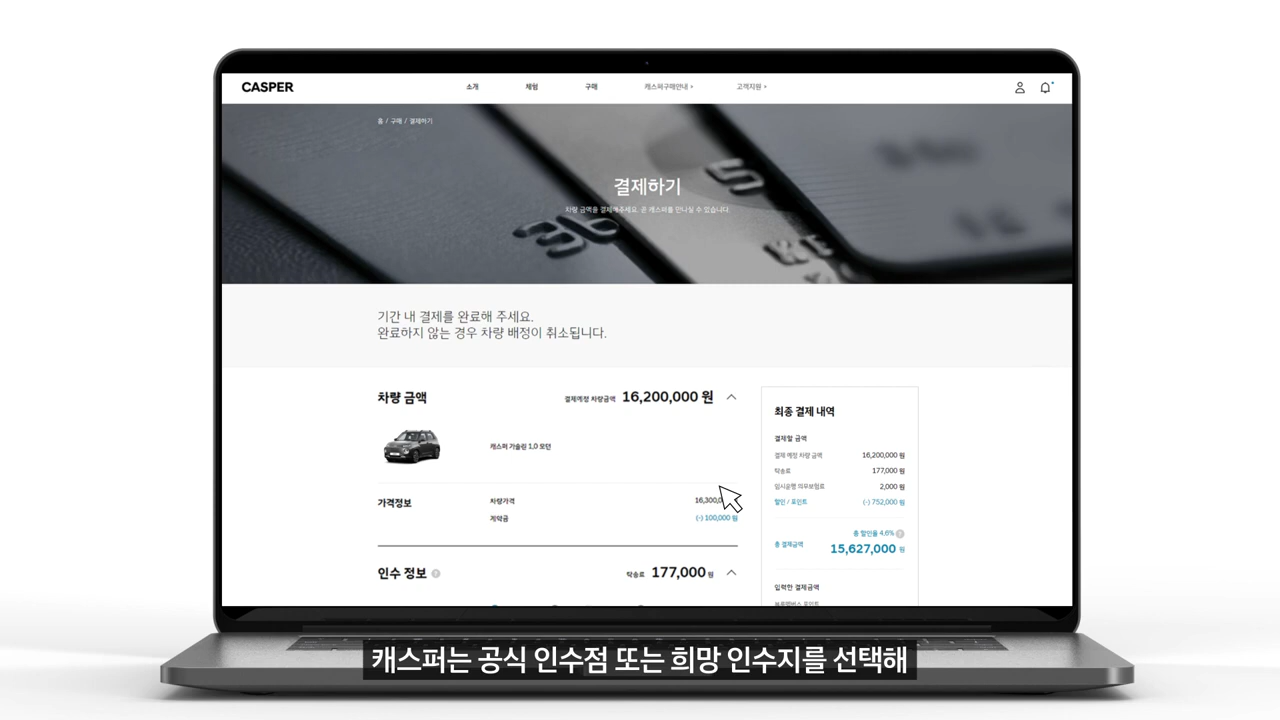 CASPER
소개
체험
구매
캐스퍼구매안내
고객지원
홈 / 구매 / 결제하기
결제하기
차량 금액을 결제해주세요. 곧 캐스퍼를 만나실 수 있습니다.
기간 내 결제를 완료해 주세요.
완료하지 않는 경우 차량 배정이 취소됩니다.
차량 금액
결제예정 차량금액 16,200,000 원
캐스퍼 가솔린 1.0 모던
가격정보
차량가격 16,300,0
계약금 (-) 100,000 원
인수 정보
탁송료 177,000 원
최종 결제 내역
결제할 금액
결제 예정 차량 금액 16,200,000 원
탁송료 177,000 원
임시운행 의무보험료 2,000 원
할인 / 포인트 (-) 752,000 원
총 할인율 4.6%
총 결제금액 15,627,000 원
입력한 결제금액
블루멤버스 포인트
캐스퍼는 공식 인수점 또는 희망 인수지를 선택해